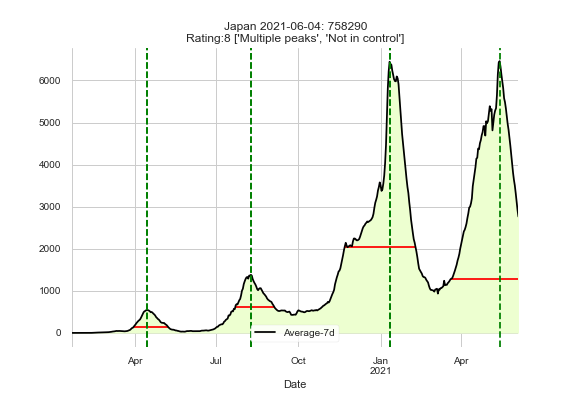 Japan 2021-06-04: 758290
Rating:8 ['Multiple peaks', 'Not in control']
6000
5000
4000
3000
2000
1000
0
Average-7d
Apr Jul Oct Jan Apr
2021
Date